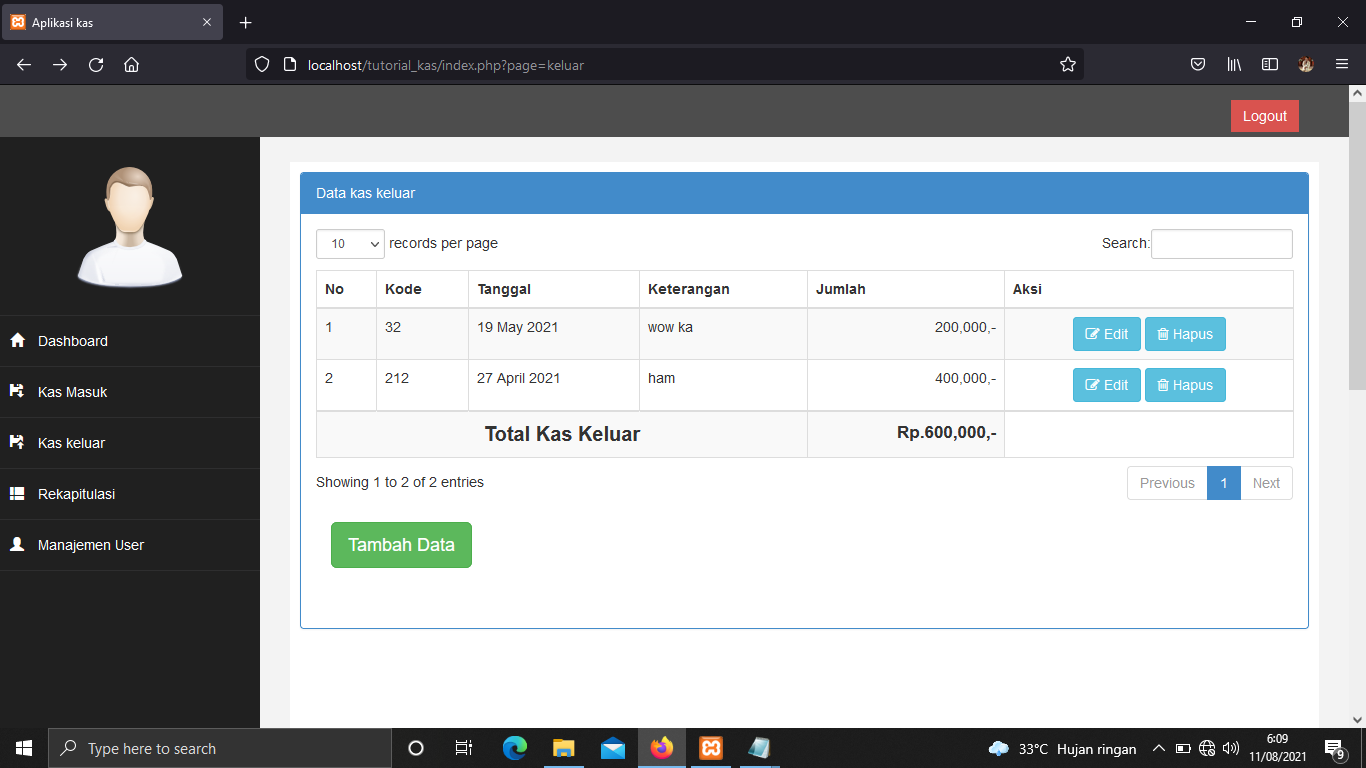 Aplikasi kas
localhost/tutorial_kas/index.php?page=keluar
Logout
Dashboard
Kas Masuk
Kas keluar
Rekapitulasi
Manajemen User
Data kas keluar
10 records per page Search:
No Kode Tanggal Keterangan Jumlah Aksi
1 32 19 May 2021 wow ka 200,000,- Edit Hapus
2 212 27 April 2021 ham 400,000,- Edit Hapus
Total Kas Keluar Rp.600,000,-
Showing 1 to 2 of 2 entries Previous 1 Next
Tambah Data
Type here to search 33°C Hujan ringan 6:09
11/08/2021 9